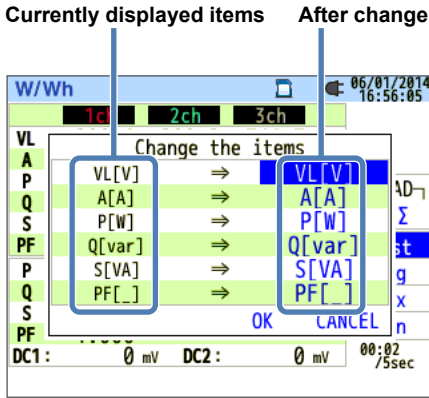 Currently displayed items After change
W/Wh 06/01/2014
16:56:05
1ch 2ch 3ch
VL
A
P
Q
S
PF
P
Q
S
PF
Change the items
VL[V] ⇒ VL[V]
A[A] ⇒ A[A]
P[W] ⇒ P[W]
Q[var] ⇒ Q[var]
S[VA] ⇒ S[VA]
PF[_] ⇒ PF[_]
OK CANCEL
Σ
DC1: 0 mV DC2: 0 mV 00:02
/5sec